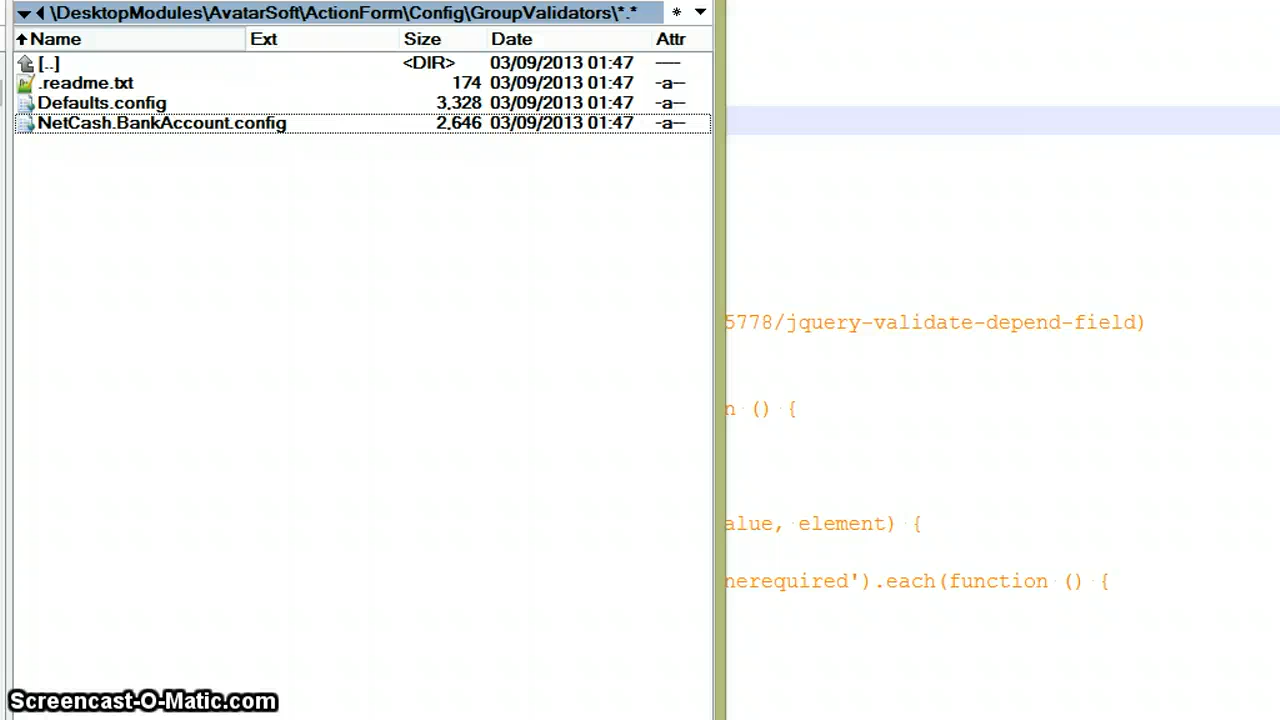 \DesktopModules\AvatarSoft\ActionForm\Config\GroupValidators\*.*
Name Ext Size Date Attr
[..] <DIR> 03/09/2013 01:47 ----
.readme.txt 174 03/09/2013 01:47 -a--
Defaults.config 3,328 03/09/2013 01:47 -a--
NetCash.BankAccount.config 2,646 03/09/2013 01:47 -a--
5778/jquery-validate-depend-field)
n () {
alue, element) {
nerequired').each(function () {
Screencast-O-Matic.com